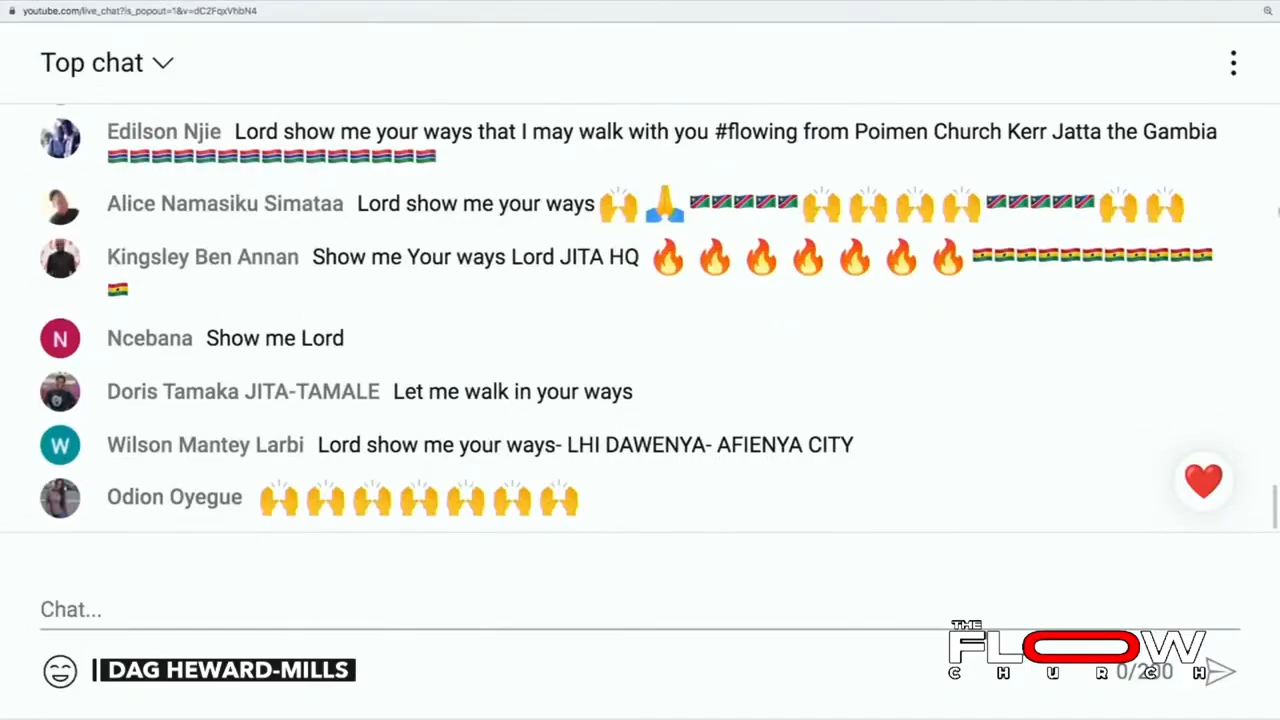 youtube.com/live_chat?is_popout=1&v=dC2FqxVhbN4
Top chat
Edilson Njie Lord show me your ways that I may walk with you #flowing from Poimen Church Kerr Jatta the Gambia
🇬🇲🇬🇲🇬🇲🇬🇲🇬🇲🇬🇲🇬🇲🇬🇲🇬🇲🇬🇲🇬🇲🇬🇲🇬🇲🇬🇲🇬🇲
Alice Namasiku Simataa Lord show me your ways🙌🙏🇳🇦🇳🇦🇳🇦🇳🇦🇳🇦🙌🙌🙌🙌🇳🇦🇳🇦🇳🇦🇳🇦🇳🇦🙌🙌
Kingsley Ben Annan Show me Your ways Lord JITA HQ 🔥🔥🔥🔥🔥🔥🔥🇬🇭🇬🇭🇬🇭🇬🇭🇬🇭🇬🇭🇬🇭🇬🇭🇬🇭🇬🇭🇬🇭
🇬🇭
N Ncebana Show me Lord
Doris Tamaka JITA-TAMALE Let me walk in your ways
W Wilson Mantey Larbi Lord show me your ways- LHI DAWENYA- AFIENYA CITY
Odion Oyegue 🙌🙌🙌🙌🙌🙌🙌
Chat...
DAG HEWARD-MILLS
THE
FLOW
CHURCH
0/200